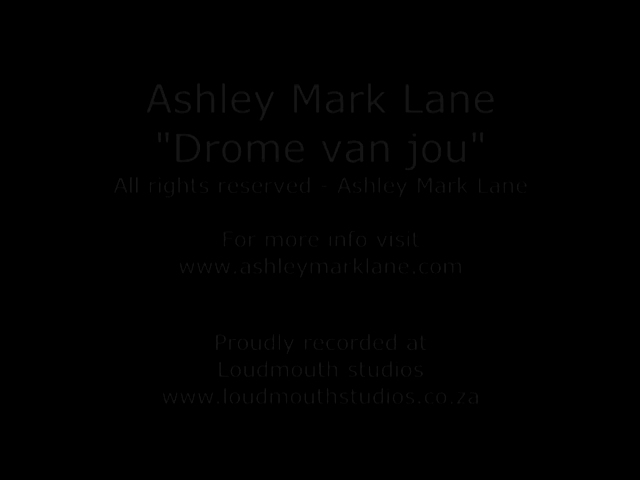 Ashley Mark Lane
"Drome van jou"
All rights reserved - Ashley Mark Lane
For more info visit
www.ashleymarklane.com
Proudly recorded at
Loudmouth studios
www.loudmouthstudios.co.za